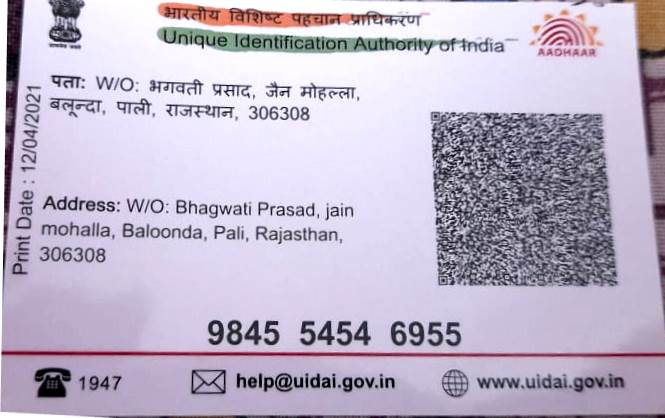 भारतीय विशिष्ट पहचान प्राधिकरण
Unique Identification Authority of India
AADHAAR
पता: W/O: भगवती प्रसाद, जैन मोहल्ला,
बलून्दा, पाली, राजस्थान, 306308
Print Date : 12/04/2021
Address: W/O: Bhagwati Prasad, jain
mohalla, Baloonda, Pali, Rajasthan,
306308
9845 5454 6955
1947
help@uidai.gov.in
www.uidai.gov.in